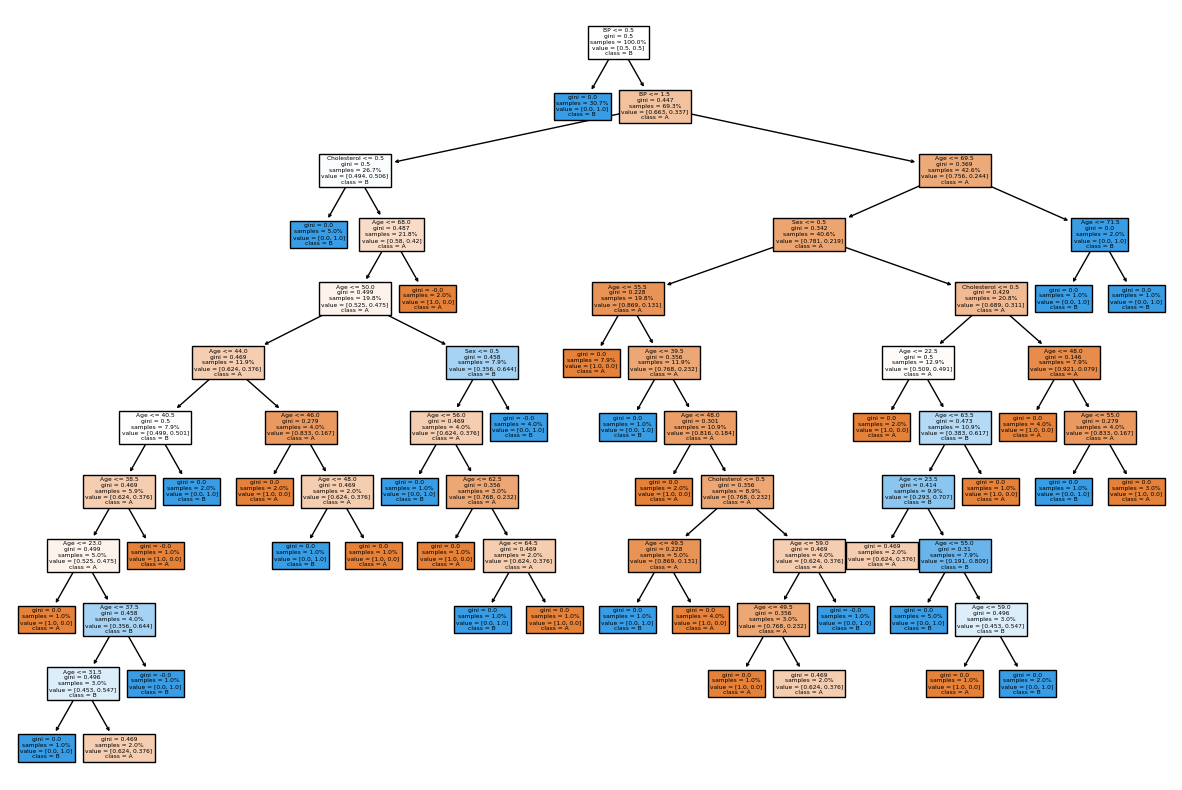 BP <= 0.5
gini = 0.5
samples = 100.0%
value = [0.5, 0.5]
class = B
gini = 0.0
samples = 30.7%
value = [0.0, 1.0]
class = B
BP <= 1.5
gini = 0.447
samples = 69.3%
value = [0.663, 0.337]
class = A
Cholesterol <= 0.5
gini = 0.5
samples = 26.7%
value = [0.494, 0.506]
class = B
Age <= 69.5
gini = 0.369
samples = 42.6%
value = [0.756, 0.244]
class = A
gini = 0.0
samples = 5.0%
value = [0.0, 1.0]
class = B
Age <= 68.0
gini = 0.487
samples = 21.8%
value = [0.58, 0.42]
class = A
Sex <= 0.5
gini = 0.342
samples = 40.6%
value = [0.781, 0.219]
class = A
Age <= 71.5
gini = 0.0
samples = 2.0%
value = [0.0, 1.0]
class = B
Age <= 50.0
gini = 0.499
samples = 19.8%
value = [0.525, 0.475]
class = A
gini = -0.0
samples = 2.0%
value = [1.0, 0.0]
class = A
Age <= 35.5
gini = 0.228
samples = 19.8%
value = [0.869, 0.131]
class = A
Cholesterol <= 0.5
gini = 0.429
samples = 20.8%
value = [0.689, 0.311]
class = A
gini = 0.0
samples = 1.0%
value = [0.0, 1.0]
class = B
gini = 0.0
samples = 1.0%
value = [0.0, 1.0]
class = B
Age <= 44.0
gini = 0.469
samples = 11.9%
value = [0.624, 0.376]
class = A
Sex <= 0.5
gini = 0.458
samples = 7.9%
value = [0.356, 0.644]
class = B
gini = 0.0
samples = 7.9%
value = [1.0, 0.0]
class = A
Age <= 39.5
gini = 0.356
samples = 11.9%
value = [0.768, 0.232]
class = A
Age <= 22.5
gini = 0.5
samples = 12.9%
value = [0.509, 0.491]
class = A
Age <= 48.0
gini = 0.146
samples = 7.9%
value = [0.921, 0.079]
class = A
Age <= 40.5
gini = 0.5
samples = 7.9%
value = [0.499, 0.501]
class = B
Age <= 46.0
gini = 0.279
samples = 4.0%
value = [0.833, 0.167]
class = A
Age <= 56.0
gini = 0.469
samples = 4.0%
value = [0.624, 0.376]
class = A
gini = -0.0
samples = 4.0%
value = [0.0, 1.0]
class = B
gini = 0.0
samples = 1.0%
value = [0.0, 1.0]
class = B
Age <= 48.0
gini = 0.301
samples = 10.9%
value = [0.816, 0.184]
class = A
gini = 0.0
samples = 2.0%
value = [1.0, 0.0]
class = A
Age <= 63.5
gini = 0.473
samples = 10.9%
value = [0.383, 0.617]
class = B
gini = 0.0
samples = 4.0%
value = [1.0, 0.0]
class = A
Age <= 55.0
gini = 0.279
samples = 4.0%
value = [0.833, 0.167]
class = A
Age <= 38.5
gini = 0.469
samples = 5.9%
value = [0.624, 0.376]
class = A
gini = 0.0
samples = 2.0%
value = [0.0, 1.0]
class = B
gini = 0.0
samples = 2.0%
value = [1.0, 0.0]
class = A
Age <= 48.0
gini = 0.469
samples = 2.0%
value = [0.624, 0.376]
class = A
gini = 0.0
samples = 1.0%
value = [0.0, 1.0]
class = B
Age <= 62.5
gini = 0.356
samples = 3.0%
value = [0.768, 0.232]
class = A
gini = 0.0
samples = 2.0%
value = [1.0, 0.0]
class = A
Cholesterol <= 0.5
gini = 0.356
samples = 8.9%
value = [0.768, 0.232]
class = A
Age <= 23.5
gini = 0.414
samples = 9.9%
value = [0.293, 0.707]
class = B
gini = 0.0
samples = 1.0%
value = [1.0, 0.0]
class = A
gini = 0.0
samples = 1.0%
value = [0.0, 1.0]
class = B
gini = 0.0
samples = 3.0%
value = [1.0, 0.0]
class = A
Age <= 23.0
gini = 0.499
samples = 5.0%
value = [0.525, 0.475]
class = A
gini = -0.0
samples = 1.0%
value = [1.0, 0.0]
class = A
gini = 0.0
samples = 1.0%
value = [0.0, 1.0]
class = B
gini = 0.0
samples = 1.0%
value = [1.0, 0.0]
class = A
gini = 0.0
samples = 1.0%
value = [1.0, 0.0]
class = A
Age <= 64.5
gini = 0.469
samples = 2.0%
value = [0.624, 0.376]
class = A
Age <= 49.5
gini = 0.228
samples = 5.0%
value = [0.869, 0.131]
class = A
Age <= 59.0
gini = 0.469
samples = 4.0%
value = [0.624, 0.376]
class = A
gini = 0.469
samples = 2.0%
value = [0.624, 0.376]
class = A
Age <= 55.0
gini = 0.31
samples = 7.9%
value = [0.191, 0.809]
class = B
gini = 0.0
samples = 1.0%
value = [1.0, 0.0]
class = A
Age <= 37.5
gini = 0.458
samples = 4.0%
value = [0.356, 0.644]
class = B
gini = 0.0
samples = 1.0%
value = [0.0, 1.0]
class = B
gini = 0.0
samples = 1.0%
value = [1.0, 0.0]
class = A
gini = 0.0
samples = 1.0%
value = [0.0, 1.0]
class = B
gini = 0.0
samples = 4.0%
value = [1.0, 0.0]
class = A
Age <= 49.5
gini = 0.356
samples = 3.0%
value = [0.768, 0.232]
class = A
gini = -0.0
samples = 1.0%
value = [0.0, 1.0]
class = B
gini = 0.0
samples = 5.0%
value = [0.0, 1.0]
class = B
Age <= 59.0
gini = 0.496
samples = 3.0%
value = [0.453, 0.547]
class = B
Age <= 31.5
gini = 0.496
samples = 3.0%
value = [0.453, 0.547]
class = B
gini = -0.0
samples = 1.0%
value = [0.0, 1.0]
class = B
gini = 0.0
samples = 1.0%
value = [1.0, 0.0]
class = A
gini = 0.469
samples = 2.0%
value = [0.624, 0.376]
class = A
gini = 0.0
samples = 1.0%
value = [1.0, 0.0]
class = A
gini = 0.0
samples = 2.0%
value = [0.0, 1.0]
class = B
gini = 0.0
samples = 1.0%
value = [0.0, 1.0]
class = B
gini = 0.469
samples = 2.0%
value = [0.624, 0.376]
class = A